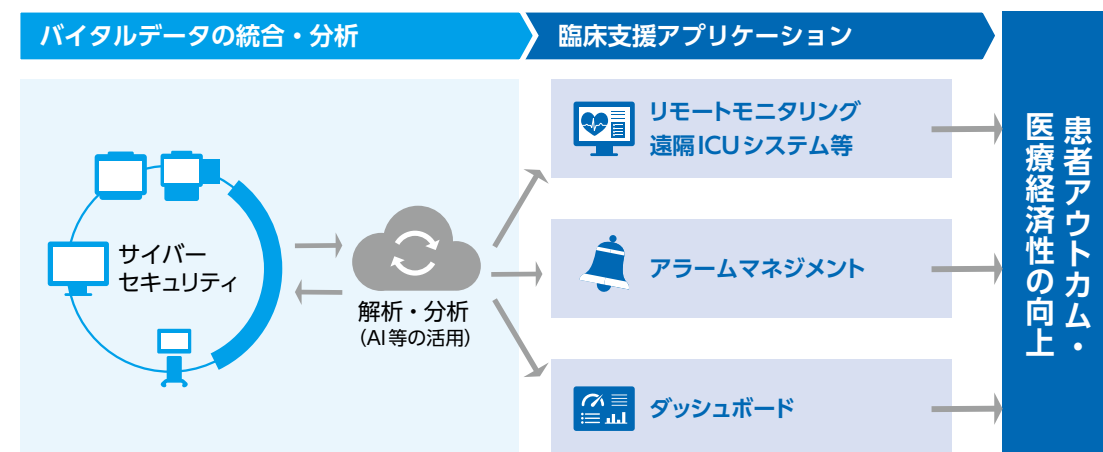 バイタルデータの統合・分析
臨床支援アプリケーション
サイバー
セキュリティ
解析・分析
（AI等の活用）
リモートモニタリング
遠隔ICUシステム等
アラームマネジメント
ダッシュボード
患者アウトカム・
医療経済性の向上